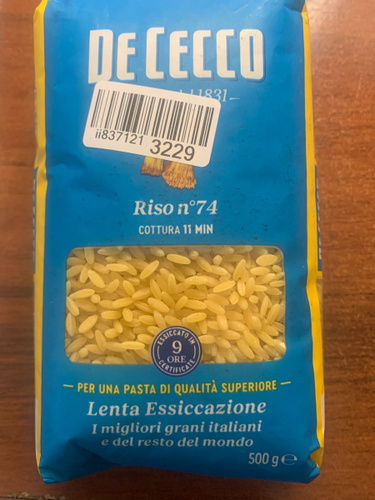 DE CECCO
1831
ii837121
3229
Riso n°74
COTTURA 11 MIN
ESSICCATO IN
9
ORE
CERTIFICATE
PER UNA PASTA DI QUALITÀ SUPERIORE
Lenta Essiccazione
I migliori grani italiani
e del resto del mondo
500 g ℮